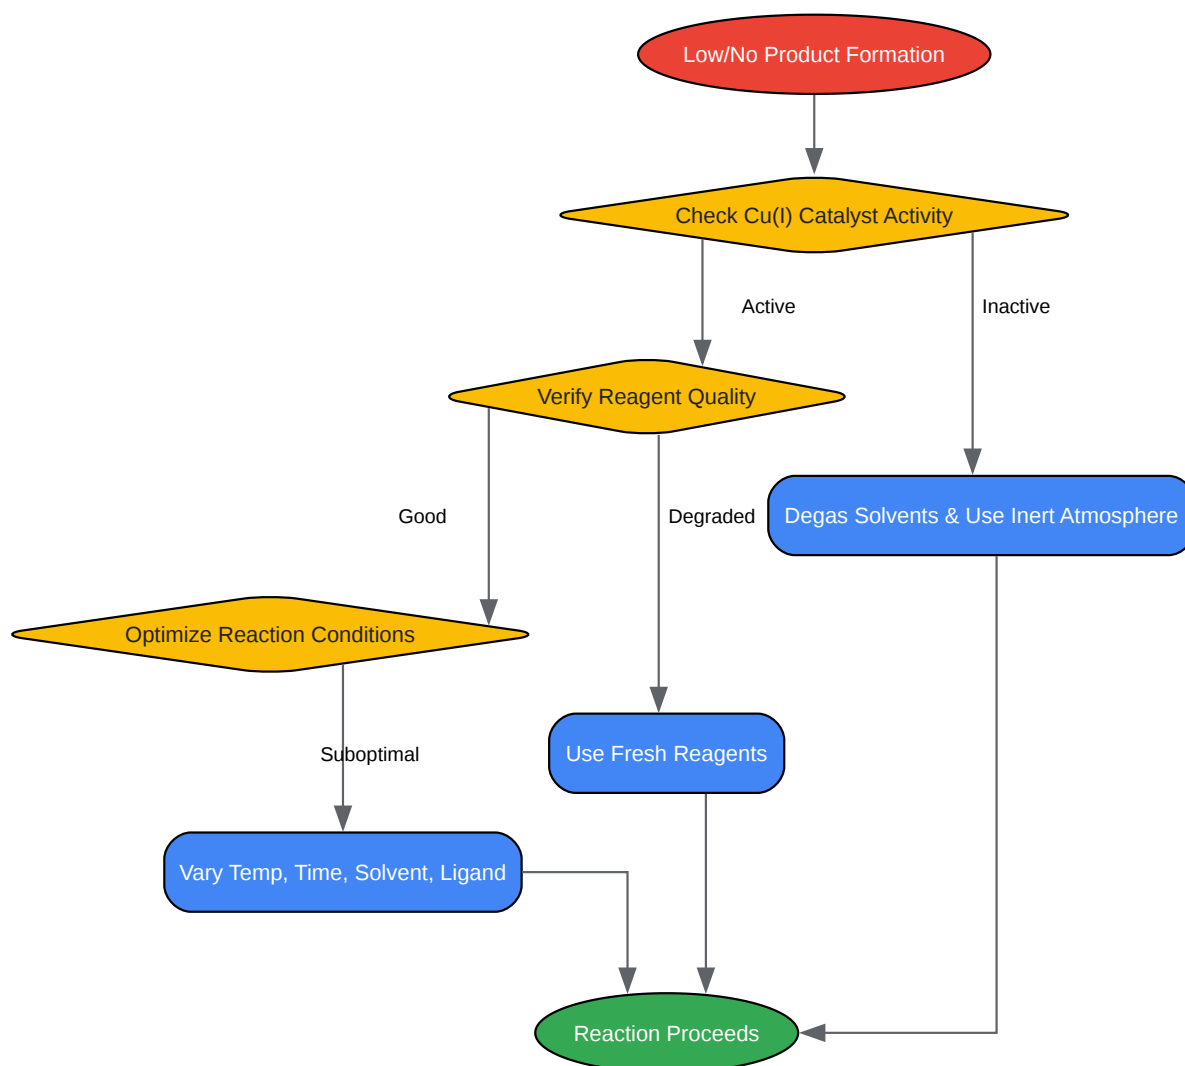 Low/No Product Formation
Check Cu(I) Catalyst Activity
Active
Inactive
Verify Reagent Quality
Good
Degraded
Degas Solvents & Use Inert Atmosphere
Optimize Reaction Conditions
Suboptimal
Use Fresh Reagents
Vary Temp, Time, Solvent, Ligand
Reaction Proceeds